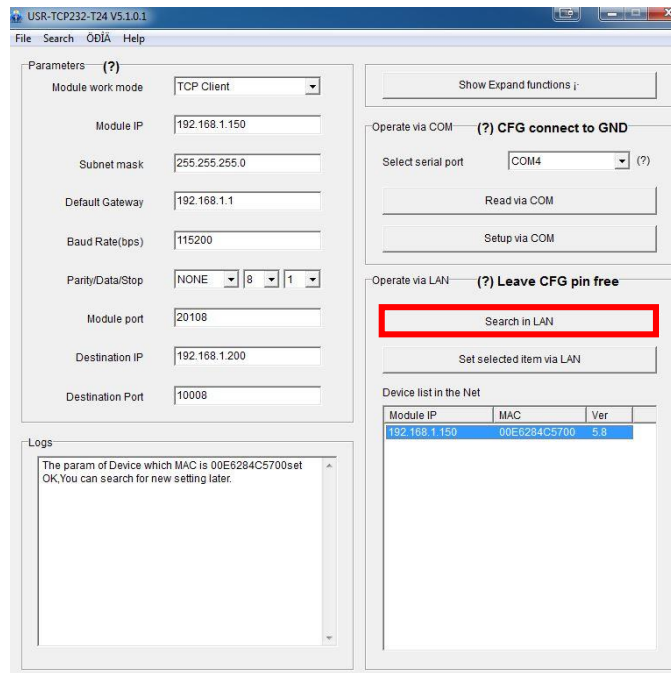 USR-TCP232-T24 V5.1.0.1
File Search ÖÐÎÄ Help
Parameters (?)
Module work mode TCP Client
Module IP 192.168.1.150
Subnet mask 255.255.255.0
Default Gateway 192.168.1.1
Baud Rate(bps) 115200
Parity/Data/Stop NONE 8 1
Module port 20108
Destination IP 192.168.1.200
Destination Port 10008
Logs
The param of Device which MAC is 00E6284C5700set
OK,You can search for new setting later.
Show Expand functions ¡·
Operate via COM (?) CFG connect to GND
Select serial port COM4 (?)
Read via COM
Setup via COM
Operate via LAN (?) Leave CFG pin free
Search in LAN
Set selected item via LAN
Device list in the Net
Module IP MAC Ver
192.168.1.150 00E6284C5700 5.8